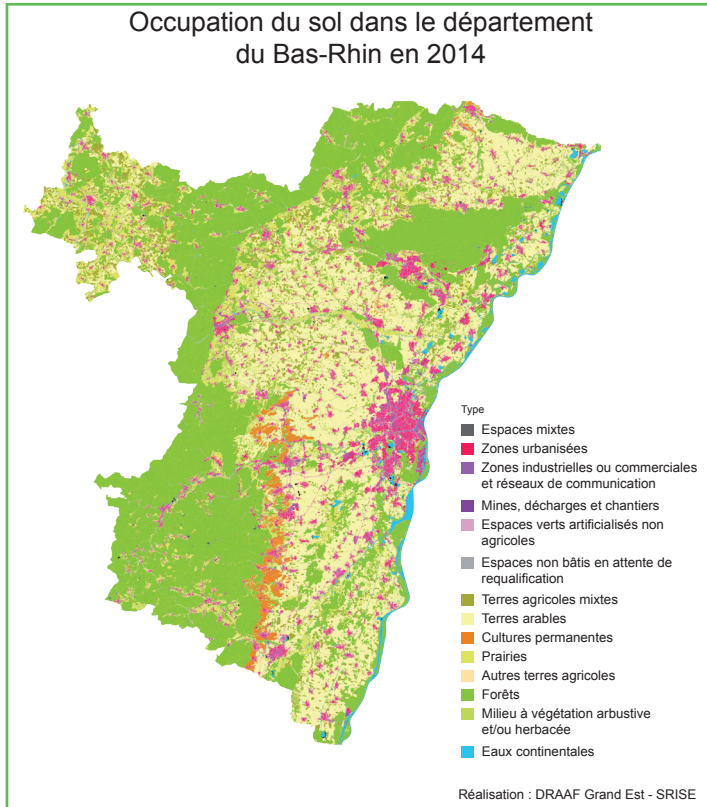 Occupation du sol dans le département
du Bas-Rhin en 2014
Type
Espaces mixtes
Zones urbanisées
Zones industrielles ou commerciales
et réseaux de communication
Mines, décharges et chantiers
Espaces verts artificialisés non
agricoles
Espaces non bâtis en attente de
requalification
Terres agricoles mixtes
Terres arables
Cultures permanentes
Prairies
Autres terres agricoles
Forêts
Milieu à végétation arbustive
et/ou herbacée
Eaux continentales
Réalisation : DRAAF Grand Est - SRISE